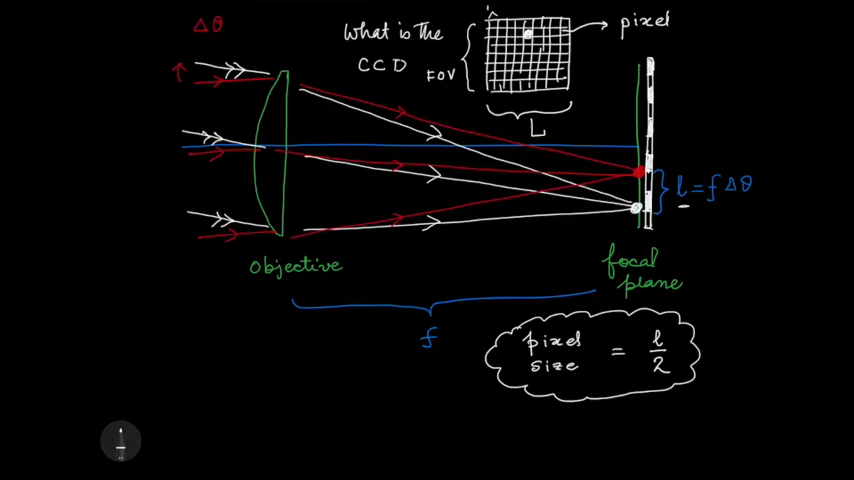 Δθ
What is the
CCD FOV
pixel
L
l = f Δθ
objective
focal
plane
f
pixel
size = l/2